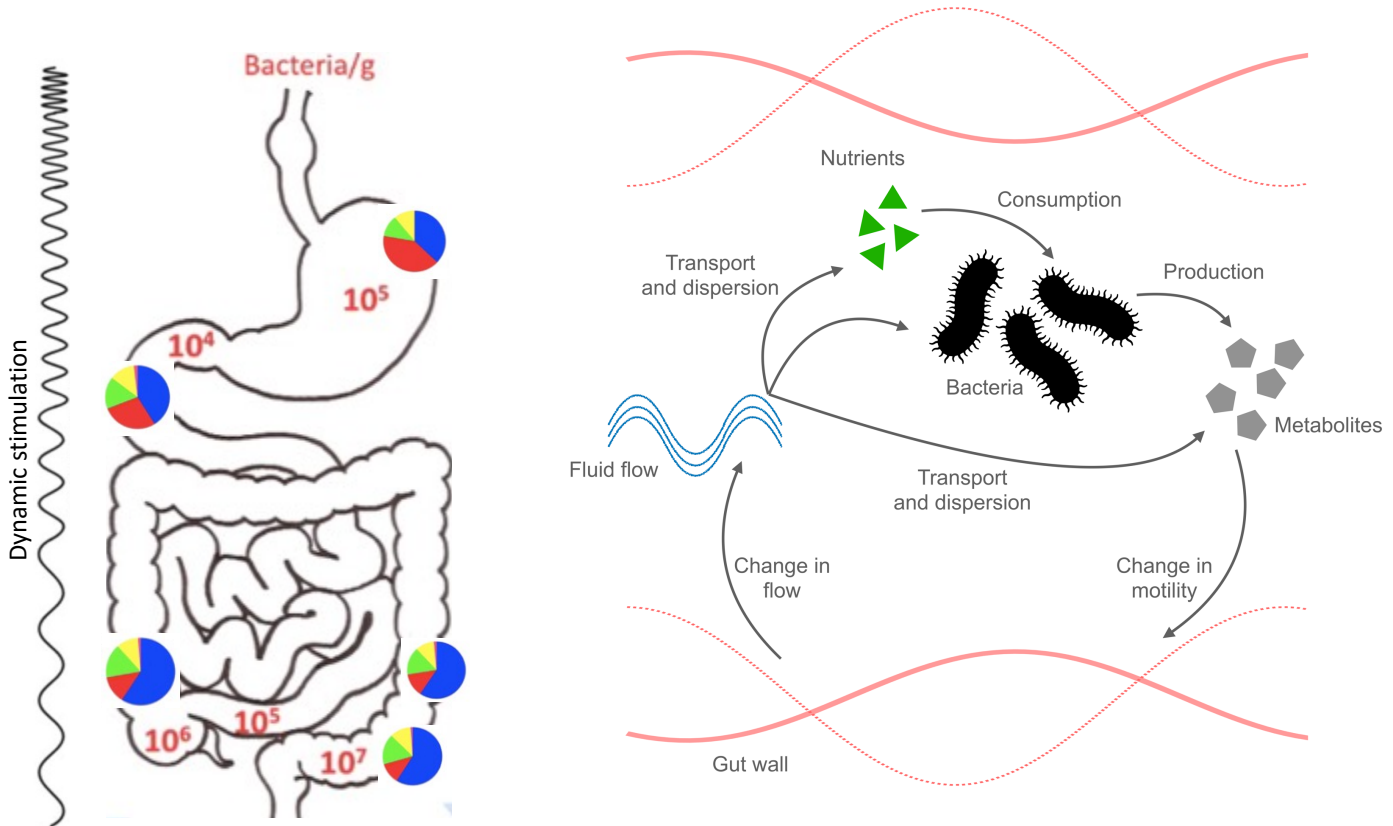 Bacteria/g
10⁵
10⁴
10⁵
10⁶
10⁷
Dynamic stimulation
Nutrients
Consumption
Transport
and dispersion
Production
Bacteria
Metabolites
Fluid flow
Transport
and dispersion
Change in
flow
Change in
motility
Gut wall